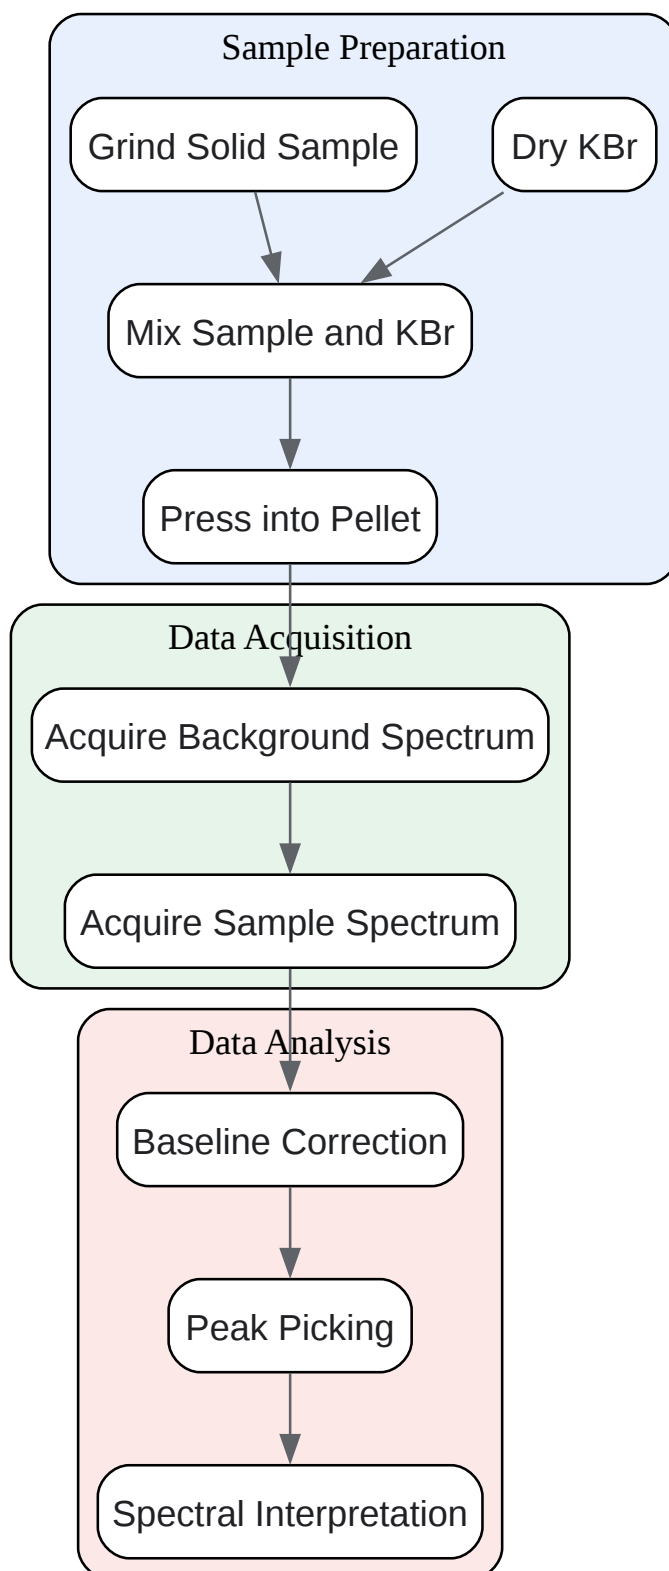 Sample Preparation
Grind Solid Sample
Dry KBr
Mix Sample and KBr
Press into Pellet
Data Acquisition
Acquire Background Spectrum
Acquire Sample Spectrum
Data Analysis
Baseline Correction
Peak Picking
Spectral Interpretation